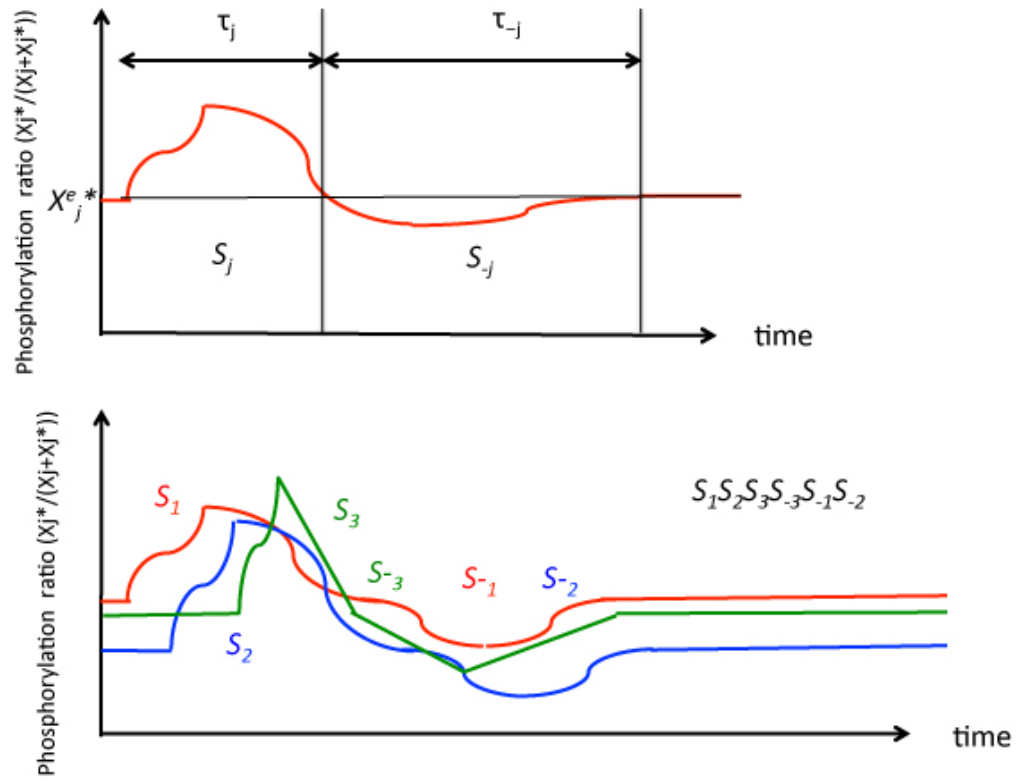 Phosphorylation ratio (Xj*/(Xj+Xj*))
τj
τ–j
Xᵉj*
Sj
S-j
time
Phosphorylation ratio (Xj*/(Xj+Xj*))
S1
S2
S3
S-3
S-1
S-2
S1S2S3S-3S-1S-2
time